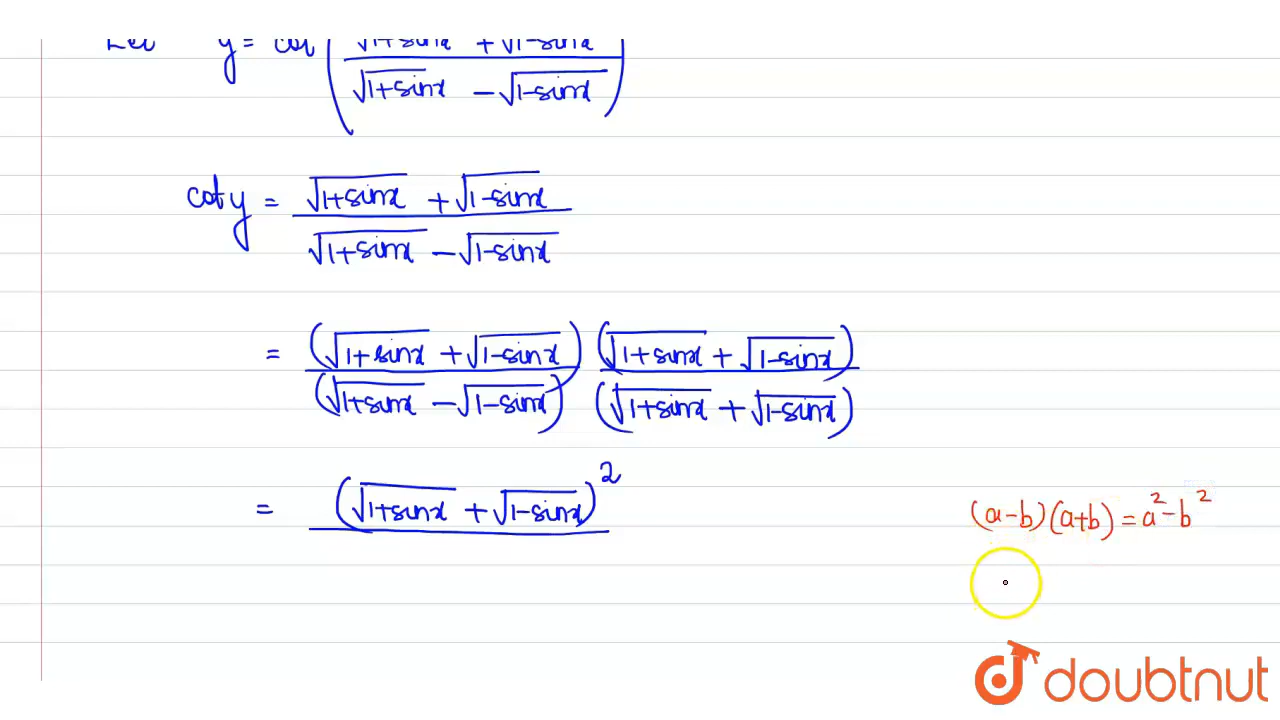 Let y = cot (√1+sinx + √1-sinx
√1+sinx - √1-sinx)
cot y = √1+sinx + √1-sinx
√1+sinx - √1-sinx
= (√1+sinx + √1-sinx) (√1+sinx + √1-sinx)
(√1+sinx - √1-sinx) (√1+sinx + √1-sinx)
= (√1+sinx + √1-sinx)²
(a-b)(a+b) = a²-b²
doubtnut